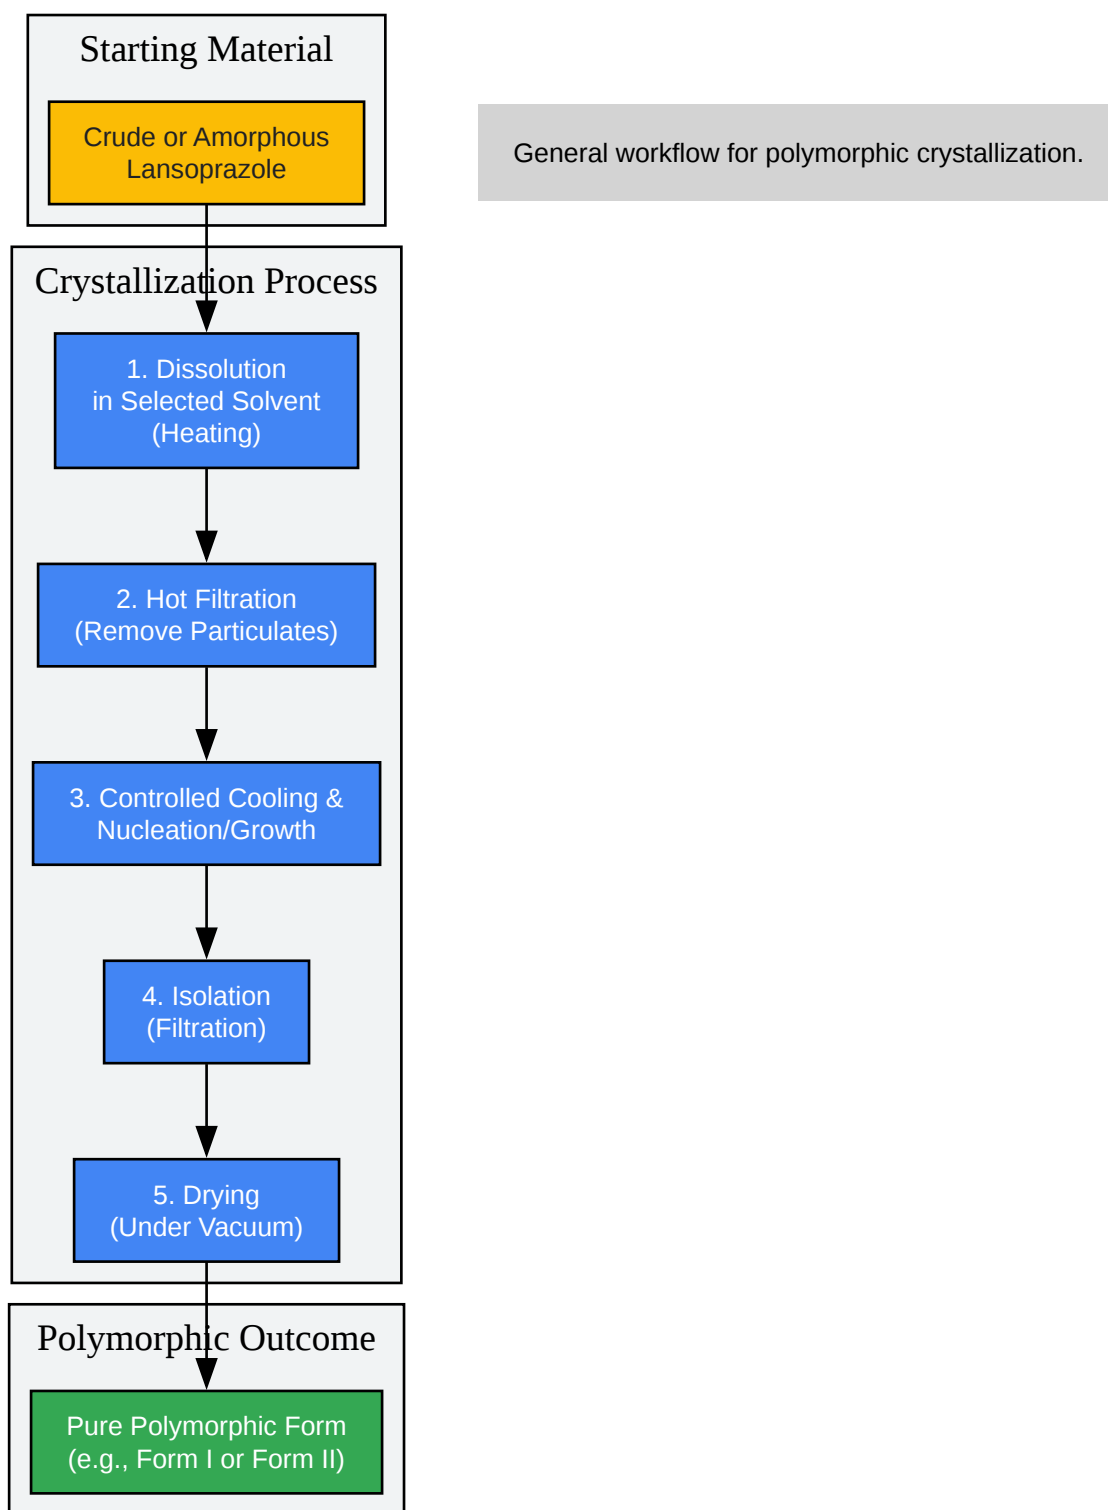 Starting Material
Crude or Amorphous
Lansoprazole
General workflow for polymorphic crystallization.
Crystallization Process
1. Dissolution
in Selected Solvent
(Heating)
2. Hot Filtration
(Remove Particulates)
3. Controlled Cooling &
Nucleation/Growth
4. Isolation
(Filtration)
5. Drying
(Under Vacuum)
Polymorphic Outcome
Pure Polymorphic Form
(e.g., Form I or Form II)